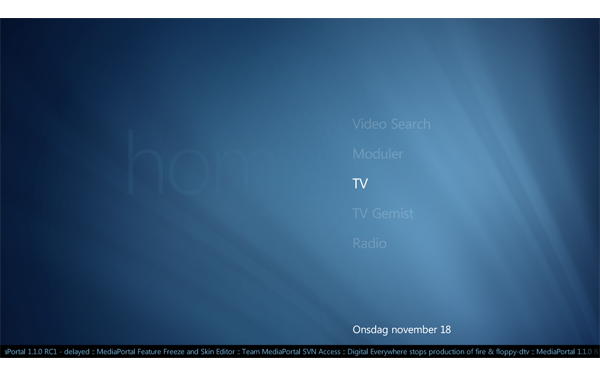 Video Search
Moduler
home
TV
TV Gemist
Radio
Onsdag november 18
aPortal 1.1.0 RC1 - delayed :: MediaPortal Feature Freeze and Skin Editor :: Team MediaPortal SVN Access :: Digital Everywhere stops production of fire & floppy-dtv :: MediaPortal 1.1.0